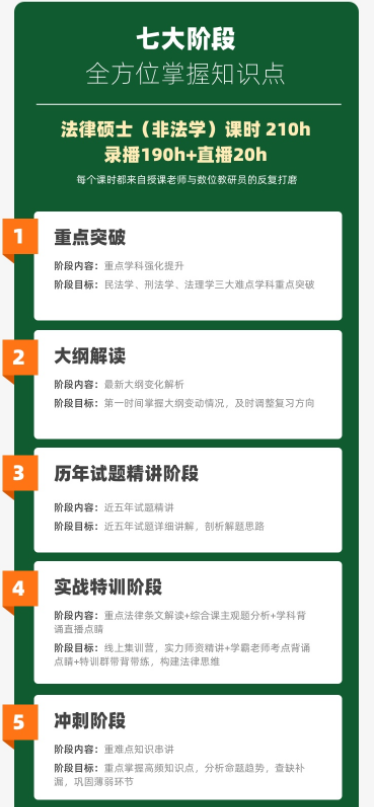 七大阶段
全方位掌握知识点
法律硕士（非法学）课时 210h
录播190h+直播20h
每个课时都来自授课老师与数位教研员的反复打磨
1
重点突破
阶段内容：重点学科强化提升
阶段目标：民法学、刑法学、法理学三大难点学科重点突破
2
大纲解读
阶段内容：最新大纲变化解析
阶段目标：第一时间掌握大纲变动情况，及时调整复习方向
3
历年试题精讲阶段
阶段内容：近五年试题精讲
阶段目标：近五年试题详细讲解，剖析解题思路
4
实战特训阶段
阶段内容：重点法律条文解读+综合课主观题分析+学科背
诵直播点睛
阶段目标：线上集训营，实力师资精讲+学霸老师考点背诵
点睛+特训群带背带练，构建法律思维
5
冲刺阶段
阶段内容：重难点知识串讲
阶段目标：重点掌握高频知识点，分析命题趋势，查缺补
漏，巩固薄弱环节